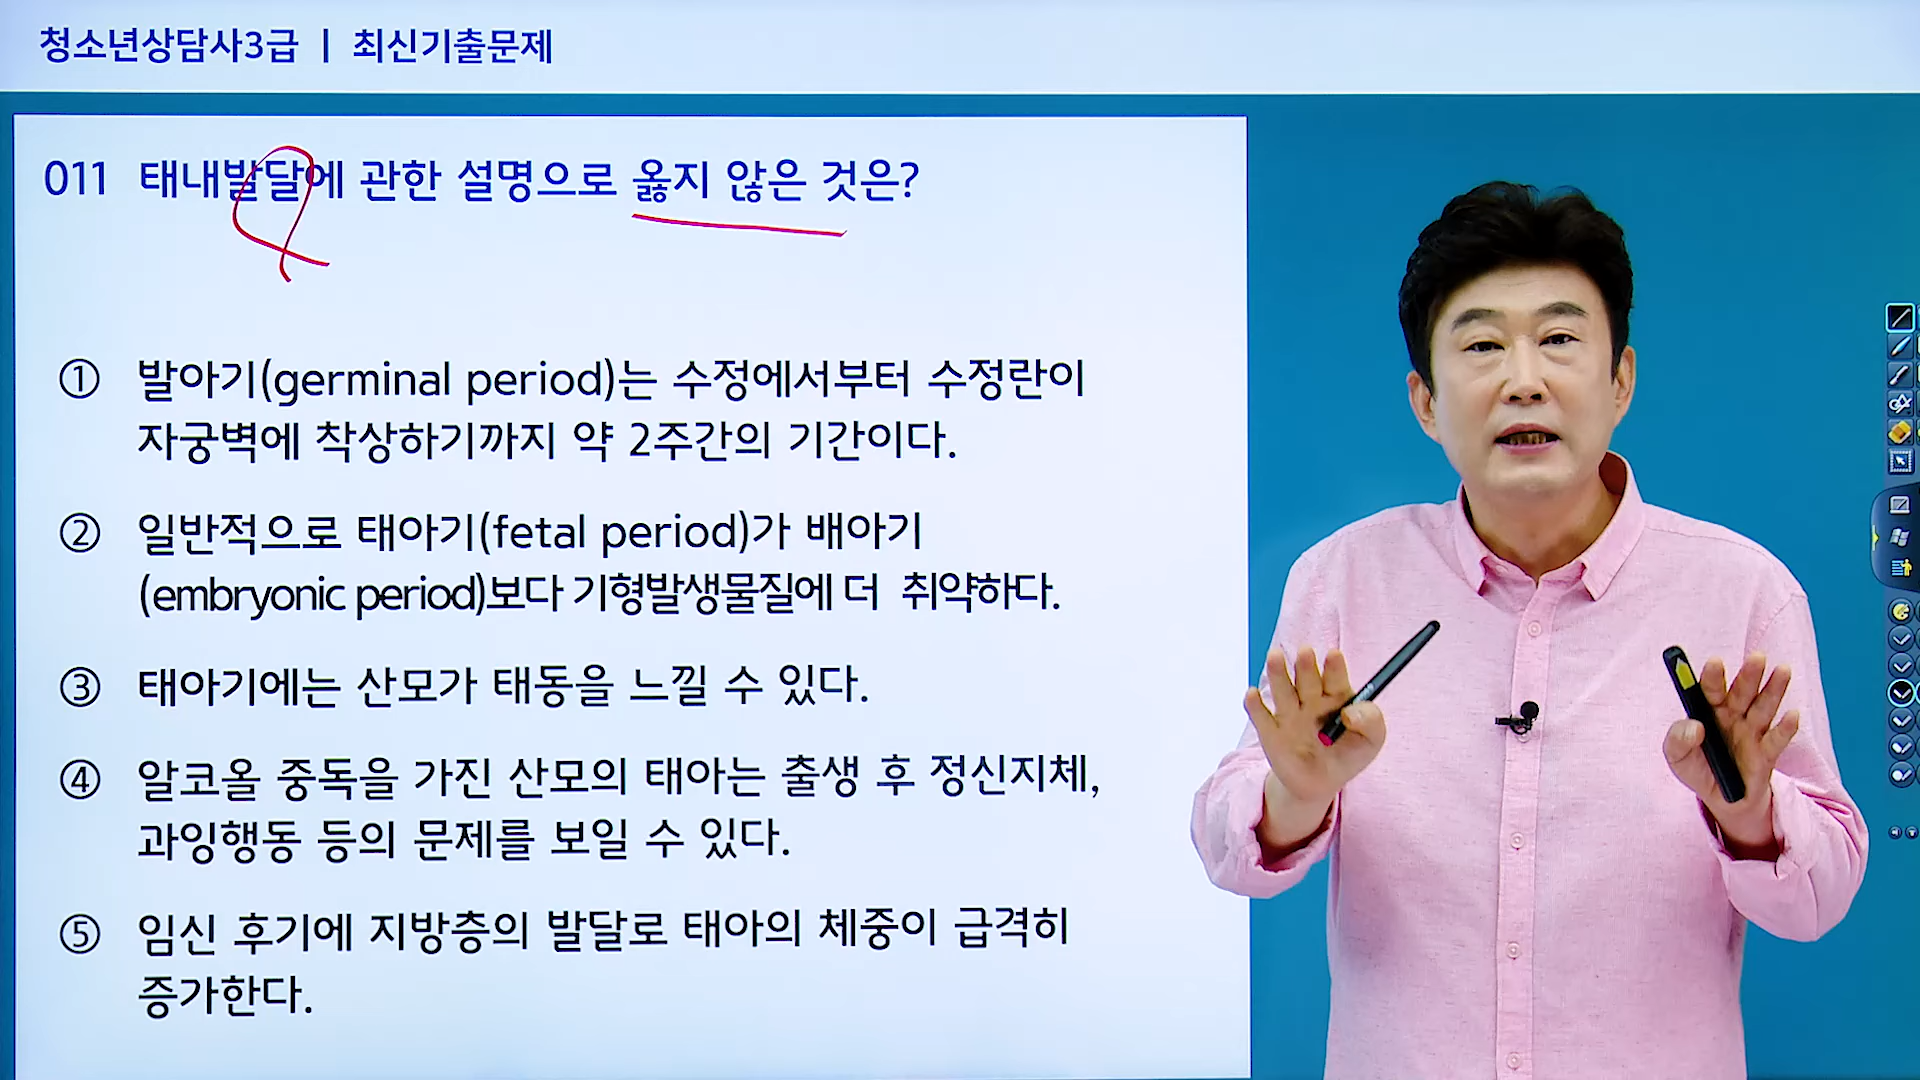 청소년상담사3급 | 최신기출문제
011 태내발달에 관한 설명으로 옳지 않은 것은?
① 발아기(germinal period)는 수정에서부터 수정란이
자궁벽에 착상하기까지 약 2주간의 기간이다.
② 일반적으로 태아기(fetal period)가 배아기
(embryonic period)보다 기형발생물질에 더 취약하다.
③ 태아기에는 산모가 태동을 느낄 수 있다.
④ 알코올 중독을 가진 산모의 태아는 출생 후 정신지체,
과잉행동 등의 문제를 보일 수 있다.
⑤ 임신 후기에 지방층의 발달로 태아의 체중이 급격히
증가한다.